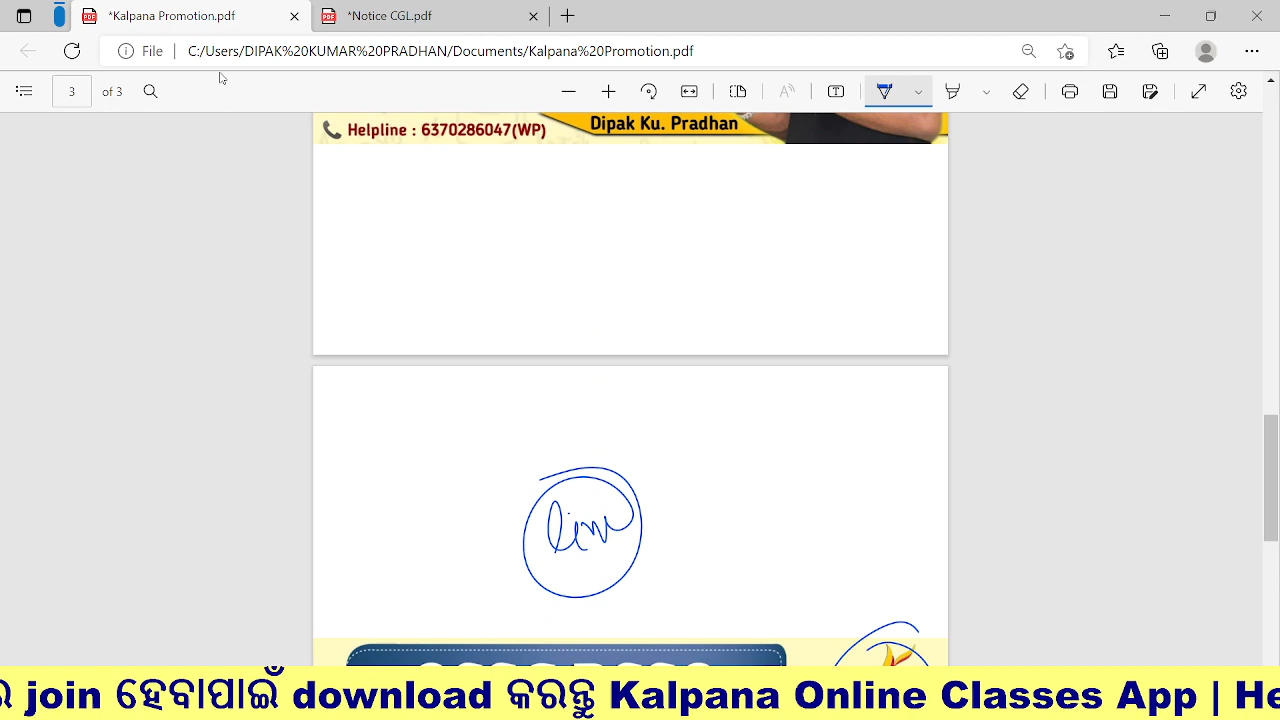 *Kalpana Promotion.pdf
*Notice CGL.pdf
File
C:/Users/DIPAK%20KUMAR%20PRADHAN/Documents/Kalpana%20Promotion.pdf
3 of 3
Helpline : 6370286047(WP)
Dipak Ku. Pradhan
join ହେବାପାଇଁ download କରନ୍ତୁ Kalpana Online Classes App |